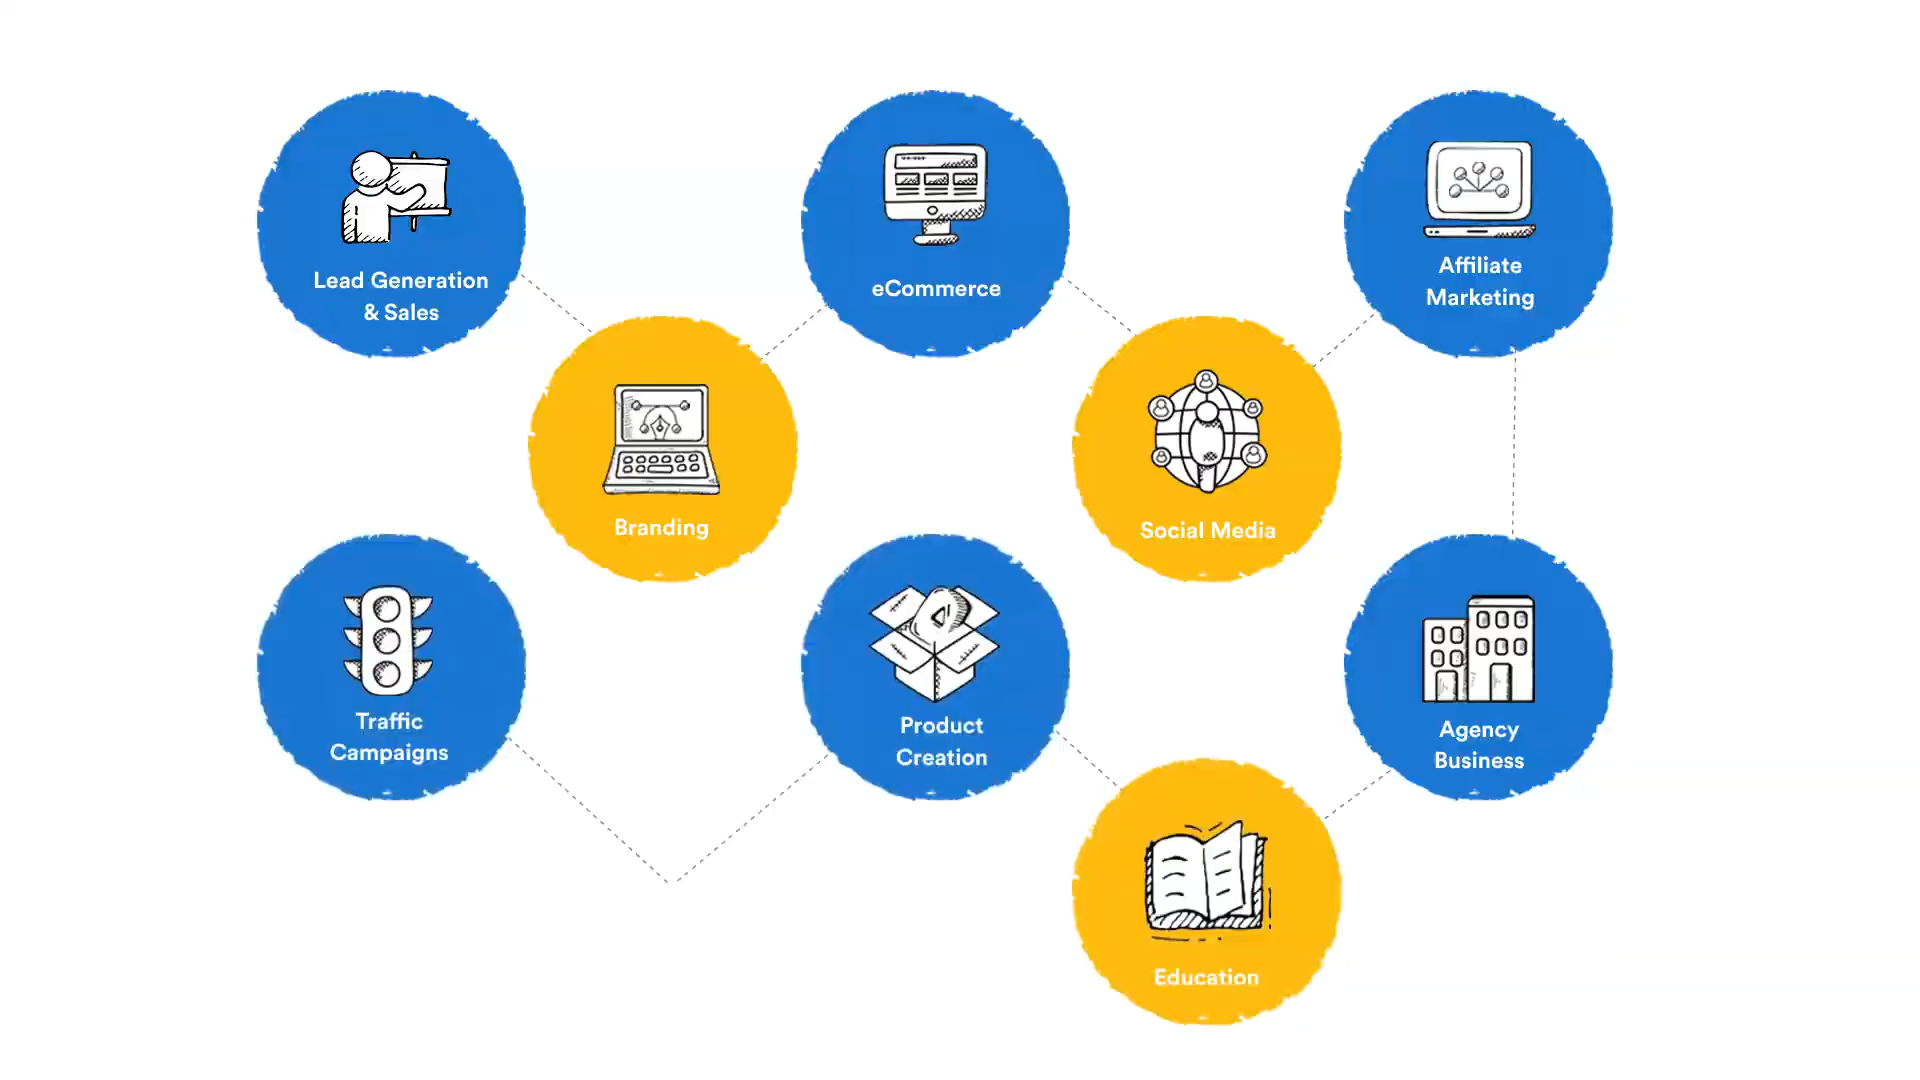 Lead Generation
& Sales
eCommerce
Affiliate
Marketing
Branding
Social Media
Traffic
Campaigns
Product
Creation
Agency
Business
Education